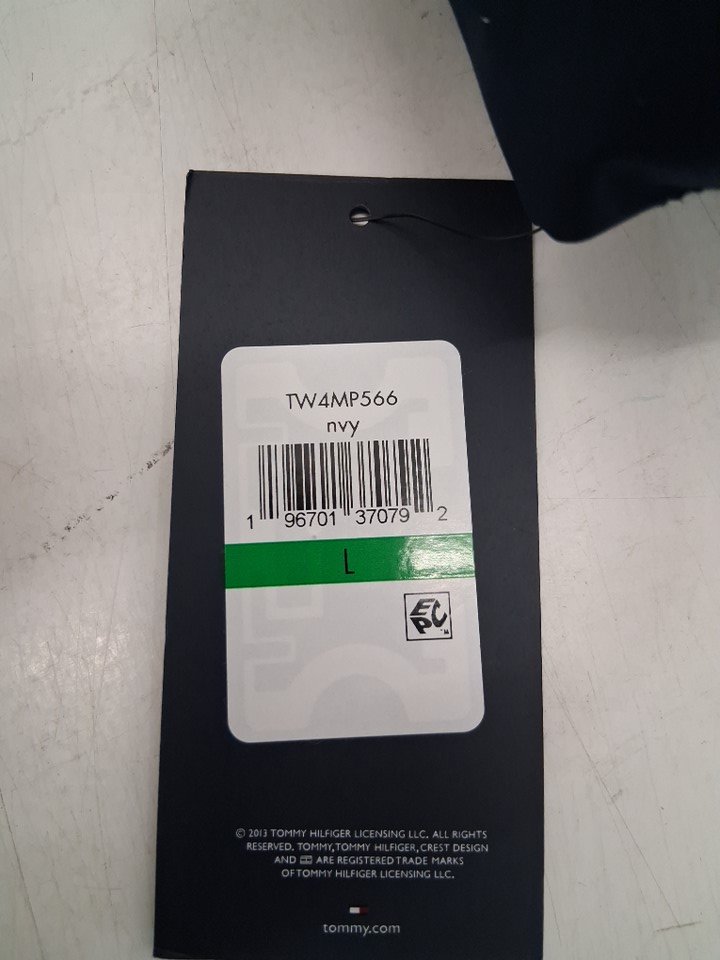 TW4MP566
nvy
1 96701 37079 2
L
EPC
© 2013 TOMMY HILFIGER LICENSING LLC. ALL RIGHTS
RESERVED. TOMMY, TOMMY HILFIGER, CREST DESIGN
AND ARE REGISTERED TRADE MARKS
OF TOMMY HILFIGER LICENSING LLC.
tommy.com